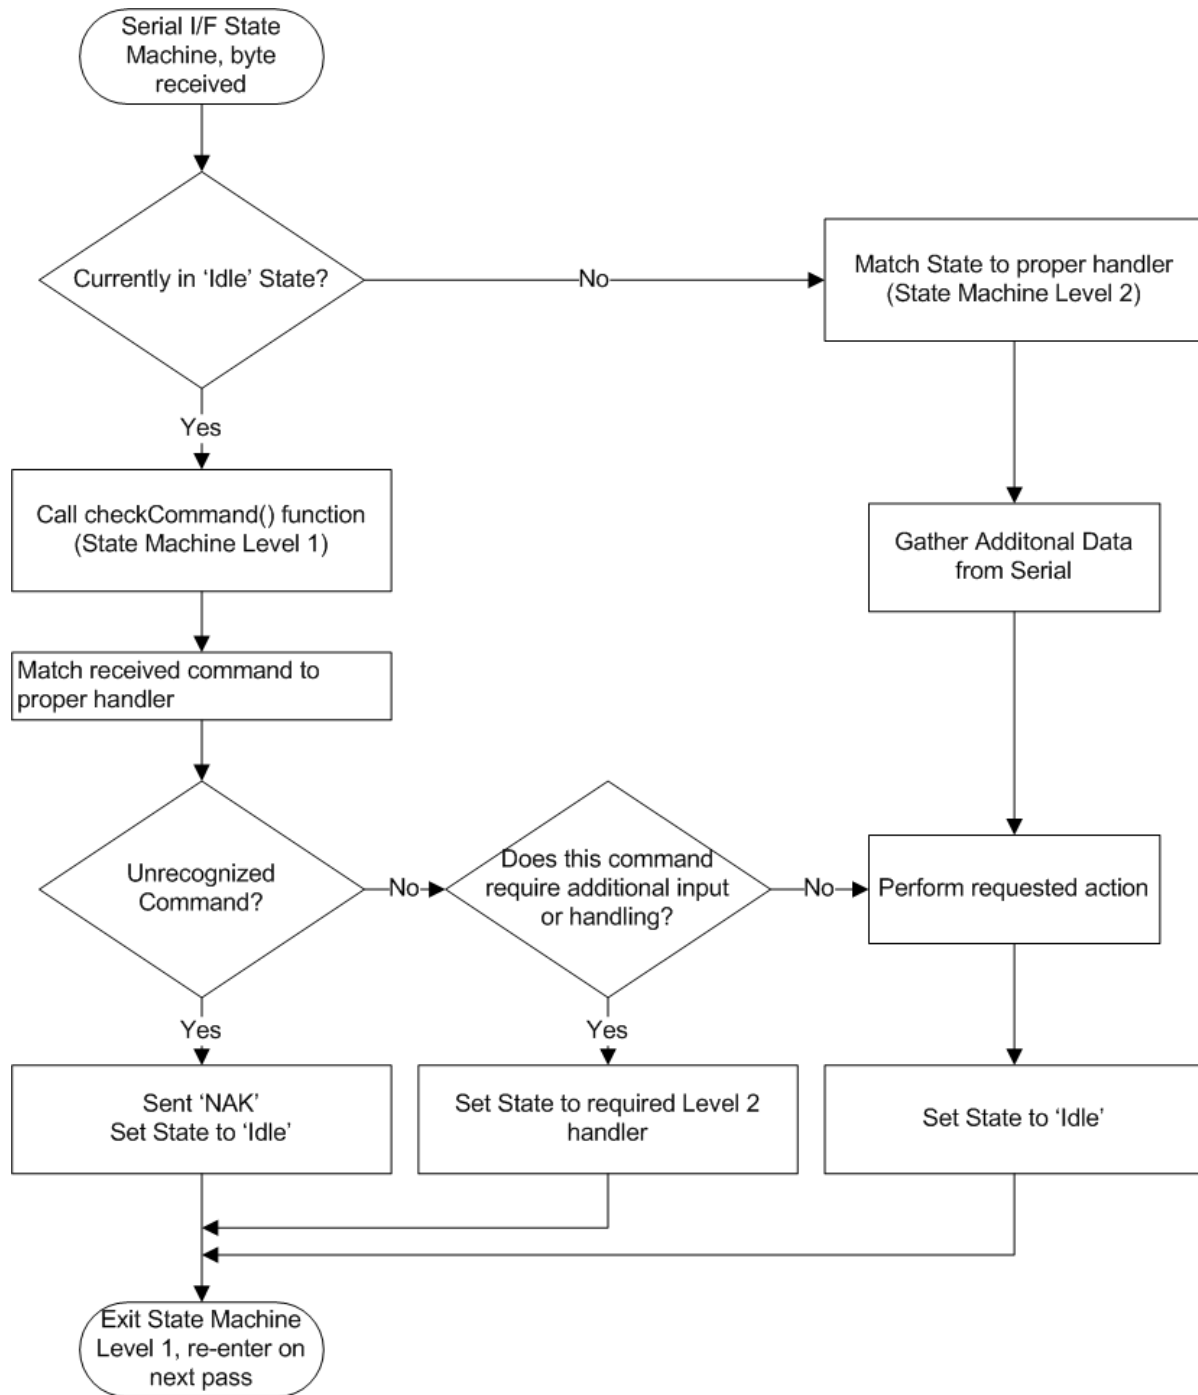 Serial I/F State
Machine, byte
received
Currently in ‘Idle’ State?
No
Match State to proper handler
(State Machine Level 2)
Yes
Call checkCommand() function
(State Machine Level 1)
Gather Additonal Data
from Serial
Match received command to
proper handler
Unrecognized
Command?
No
Does this command
require additional input
or handling?
No
Perform requested action
Yes
Yes
Sent ‘NAK’
Set State to ‘Idle’
Set State to required Level 2
handler
Set State to ‘Idle’
Exit State Machine
Level 1, re-enter on
next pass